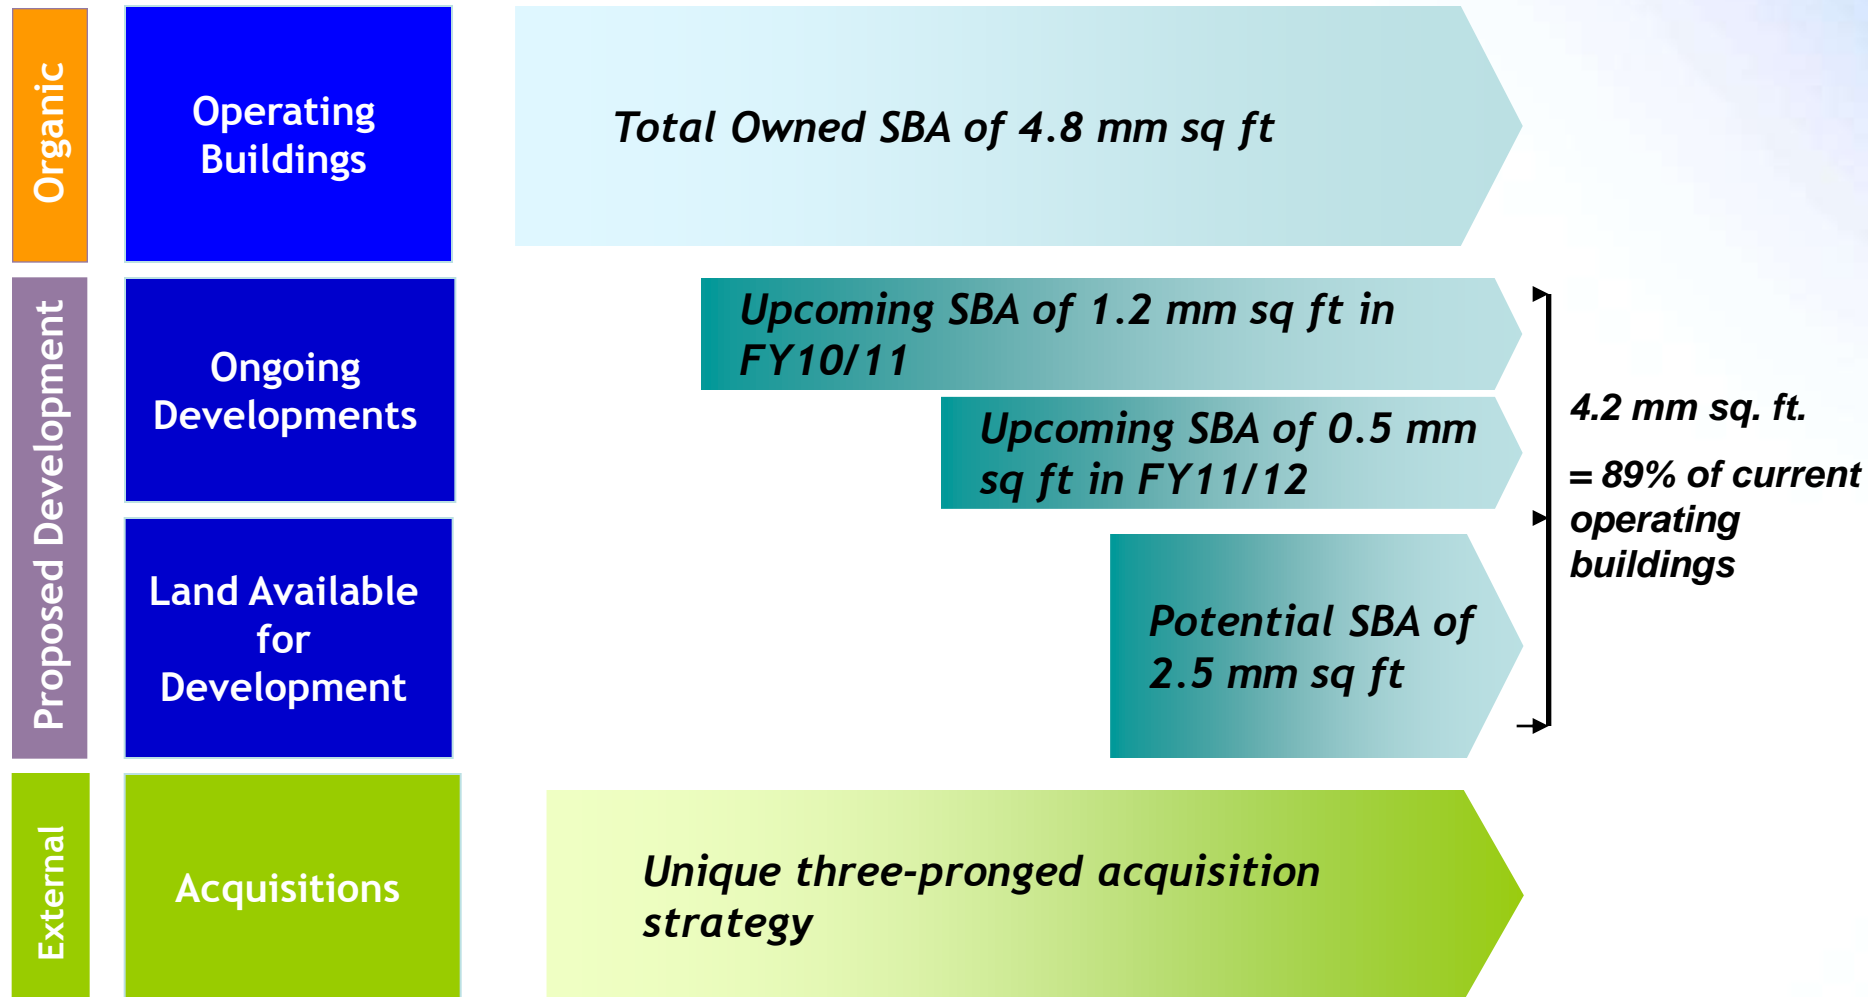 Organic
Operating
Buildings
Total Owned SBA of 4.8 mm sq ft
Proposed Development
Ongoing
Developments
Upcoming SBA of 1.2 mm sq ft in
FY10/11
Upcoming SBA of 0.5 mm
sq ft in FY11/12
4.2 mm sq. ft.
= 89% of current
operating
buildings
Land Available
for
Development
Potential SBA of
2.5 mm sq ft
External
Acquisitions
Unique three-pronged acquisition
strategy